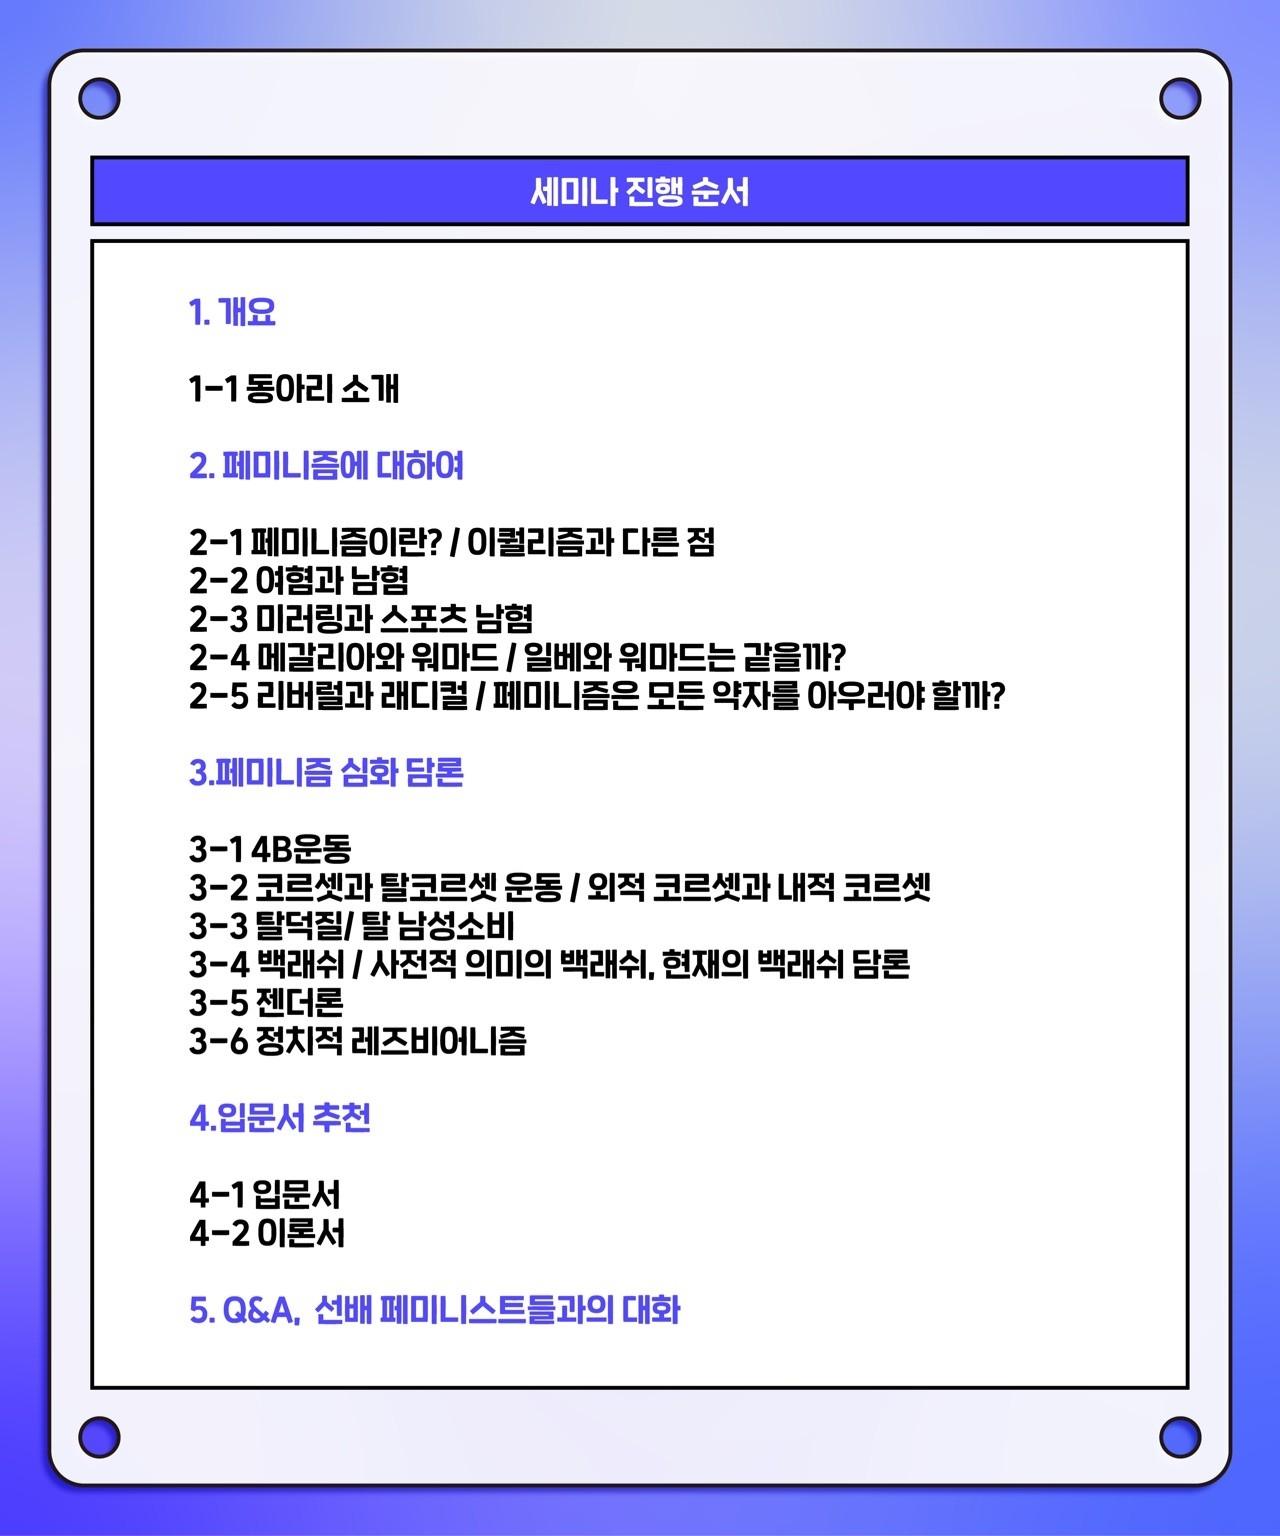 세미나 진행 순서
1. 개요
1-1 동아리 소개
2. 페미니즘에 대하여
2-1 페미니즘이란? / 이퀄리즘과 다른 점
2-2 여혐과 남혐
2-3 미러링과 스포츠 남혐
2-4 메갈리아와 워마드 / 일베와 워마드는 같을까?
2-5 리버럴과 래디컬 / 페미니즘은 모든 약자를 아우러야 할까?
3.페미니즘 심화 담론
3-1 4B운동
3-2 코르셋과 탈코르셋 운동 / 외적 코르셋과 내적 코르셋
3-3 탈덕질/ 탈 남성소비
3-4 백래쉬 / 사전적 의미의 백래쉬, 현재의 백래쉬 담론
3-5 젠더론
3-6 정치적 레즈비어니즘
4.입문서 추천
4-1 입문서
4-2 이론서
5. Q&A,  선배 페미니스트들과의 대화